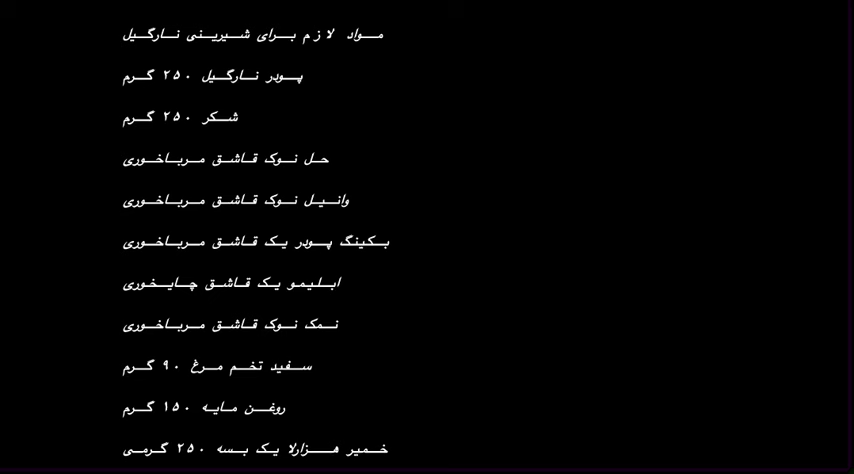 مواد لازم برای شیرینی نارگیل
پودر نارگیل ۲۵۰ گرم
شکر ۲۵۰ گرم
حل نوک قاشق مرباخوری
وانیل نوک قاشق مرباخوری
بکینگ پودر یک قاشق مرباخوری
ابلیمو یک قاشق چایخوری
نمک نوک قاشق مرباخوری
سفید تخم مرغ ۹۰ گرم
روغن مایه ۱۵۰ گرم
خمیر هزارلا یک بسه ۲۵۰ گرمی